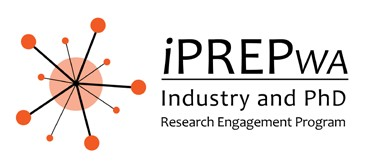 iPREPWA
Industry and PhD
Research Engagement Program